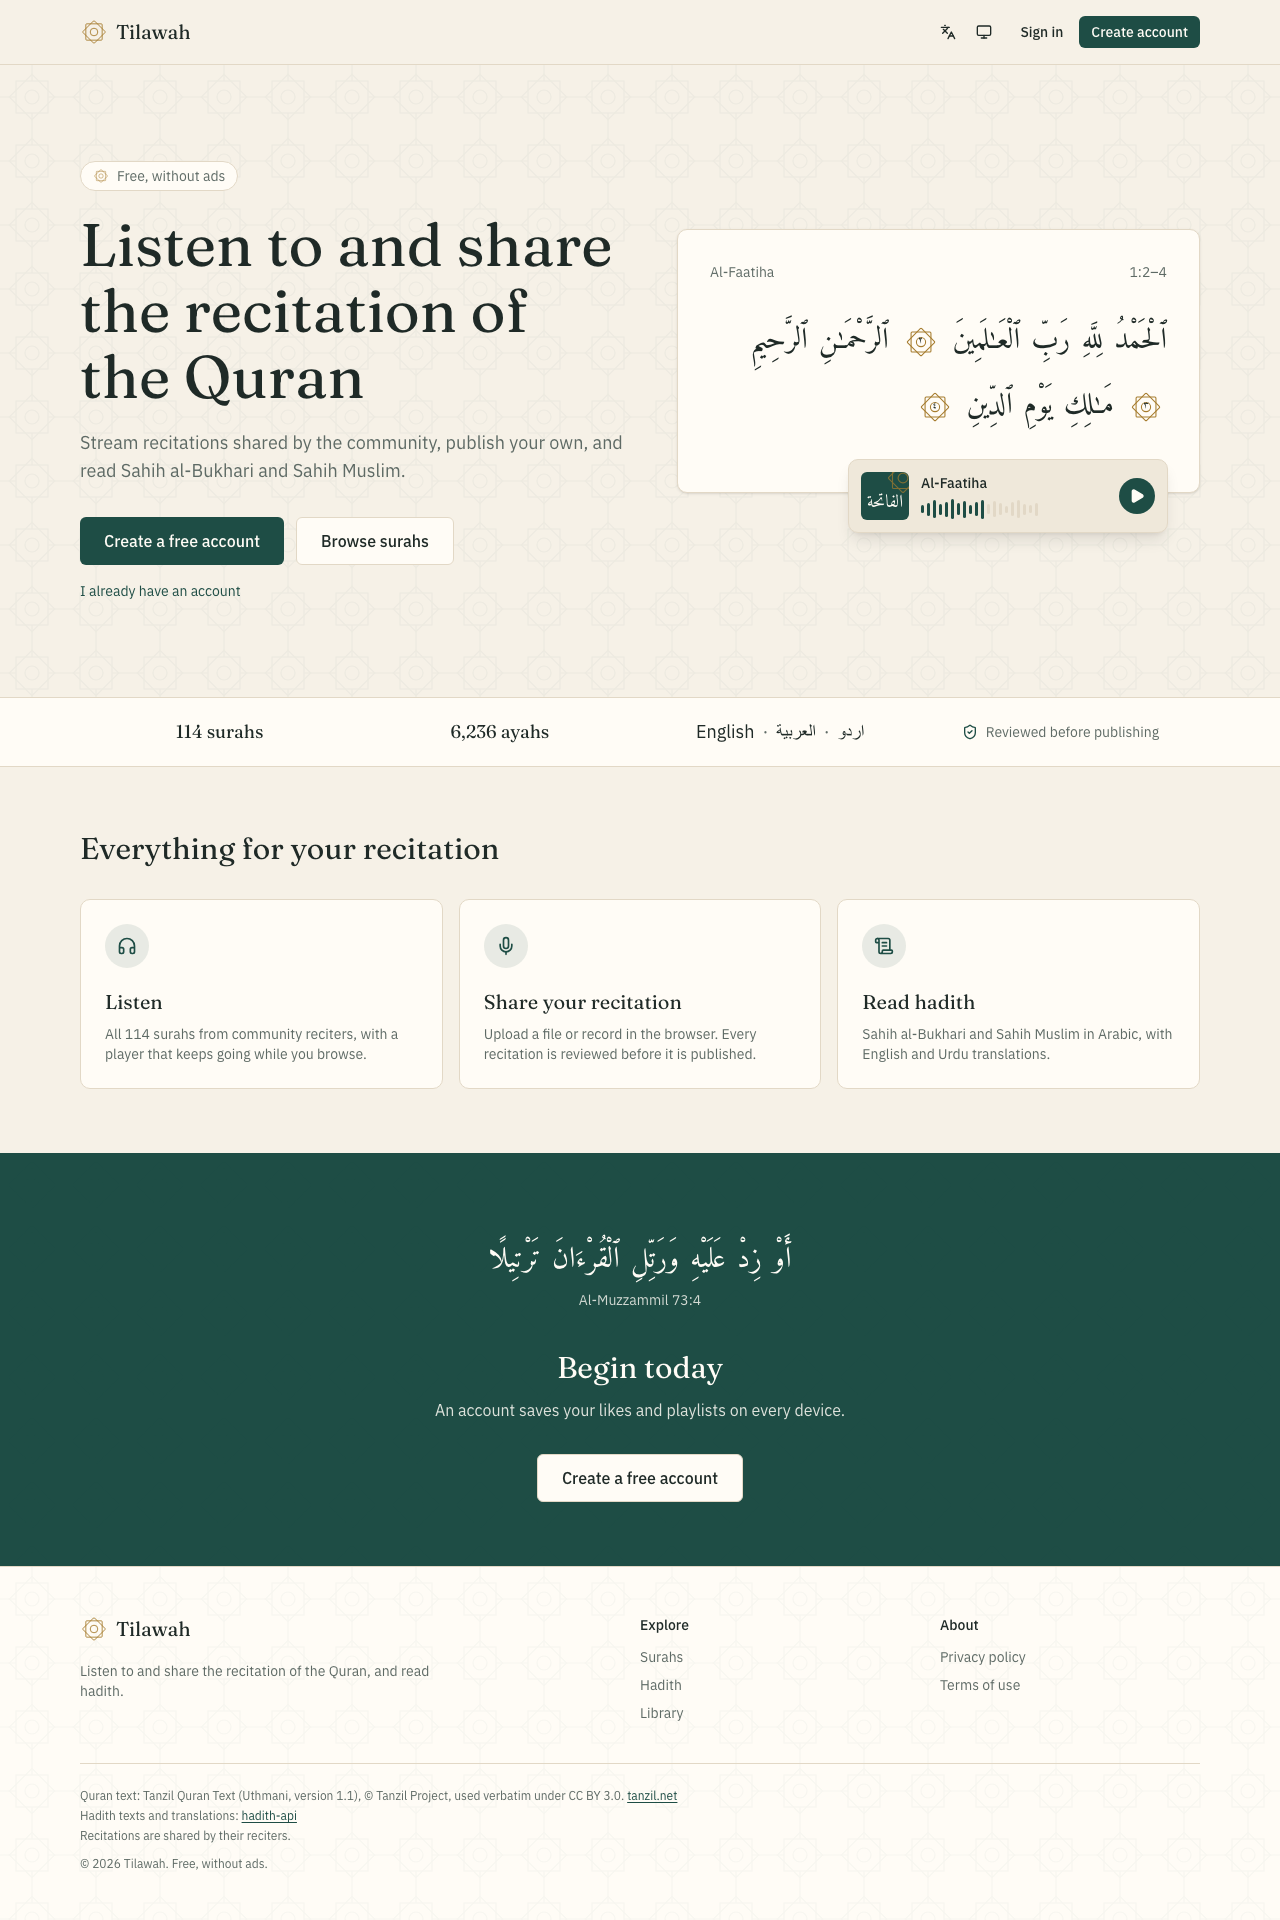 Tilawah
Sign in
Create account
Free, without ads
Listen to and share
the recitation of
the Quran
Stream recitations shared by the community, publish your own, and
read Sahih al-Bukhari and Sahih Muslim.
Create a free account
Browse surahs
I already have an account
Al-Faatiha
1:2–4
ٱلْحَمْدُ لِلَّهِ رَبِّ ٱلْعَـٰلَمِينَ ٢ ٱلرَّحْمَـٰنِ ٱلرَّحِيمِ
٣ مَـٰلِكِ يَوْمِ ٱلدِّينِ ٤
الفاتحة
Al-Faatiha
114 surahs
6,236 ayahs
English · العربية · اردو
Reviewed before publishing
Everything for your recitation
Listen
All 114 surahs from community reciters, with a
player that keeps going while you browse.
Share your recitation
Upload a file or record in the browser. Every
recitation is reviewed before it is published.
Read hadith
Sahih al-Bukhari and Sahih Muslim in Arabic, with
English and Urdu translations.
أَوْ زِدْ عَلَيْهِ وَرَتِّلِ ٱلْقُرْءَانَ تَرْتِيلًا
Al-Muzzammil 73:4
Begin today
An account saves your likes and playlists on every device.
Create a free account
Tilawah
Listen to and share the recitation of the Quran, and read
hadith.
Explore
Surahs
Hadith
Library
About
Privacy policy
Terms of use
Quran text: Tanzil Quran Text (Uthmani, version 1.1), © Tanzil Project, used verbatim under CC BY 3.0. tanzil.net
Hadith texts and translations: hadith-api
Recitations are shared by their reciters.
© 2026 Tilawah. Free, without ads.